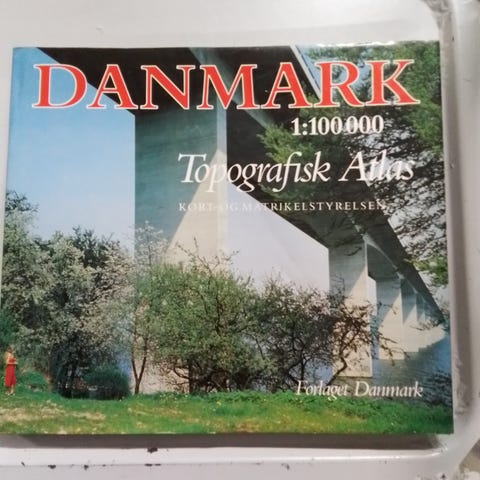 DANMARK
1:100 000
Topografisk Atlas
KORT-OG MATRIKELSTYRELSEN
Forlaget Danmark